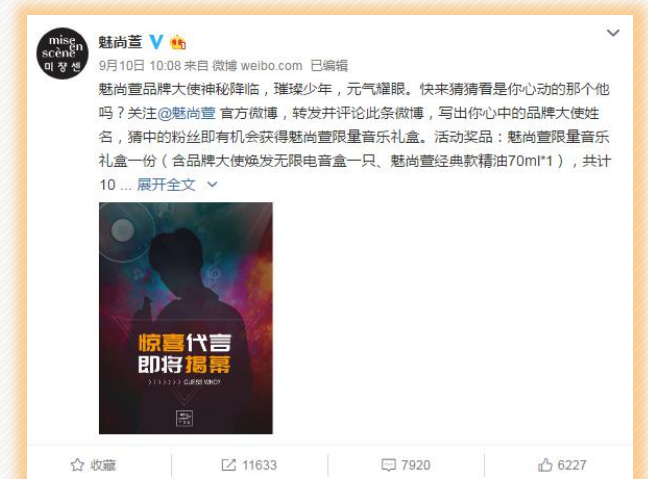 mise
en
scène
미쟝센
魅尚萱
9月10日 10:08 来自 微博 weibo.com 已编辑
魅尚萱品牌大使神秘降临，璀璨少年，元气耀眼。快来猜猜看是你心动的那个他
吗？关注@魅尚萱 官方微博，转发并评论此条微博，写出你心中的品牌大使姓
名，猜中的粉丝即有机会获得魅尚萱限量音乐礼盒。活动奖品：魅尚萱限量音乐
礼盒一份（含品牌大使焕发无限电音盒一只、魅尚萱经典款精油70ml*1），共计
10 ... 展开全文
惊喜代言
即将揭幕
>>>>>>> GUESS WHO?
收藏 11633 7920 6227